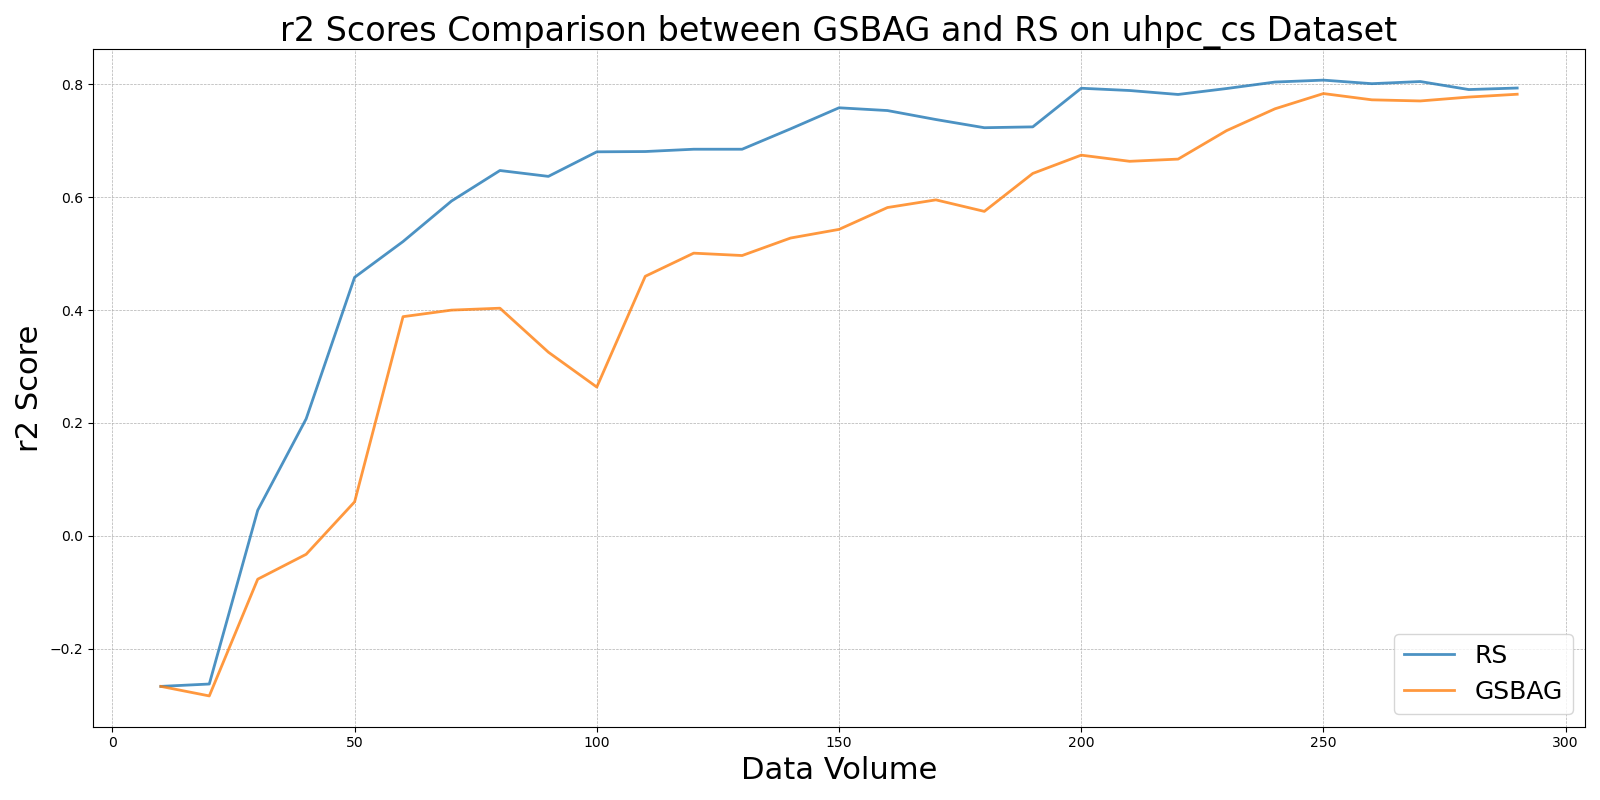 r2 Scores Comparison between GSBAG and RS on uhpc_cs Dataset
r2 Score
0.8
0.6
0.4
0.2
0.0
−0.2
RS
GSBAG
0 50 100 150 200 250 300
Data Volume